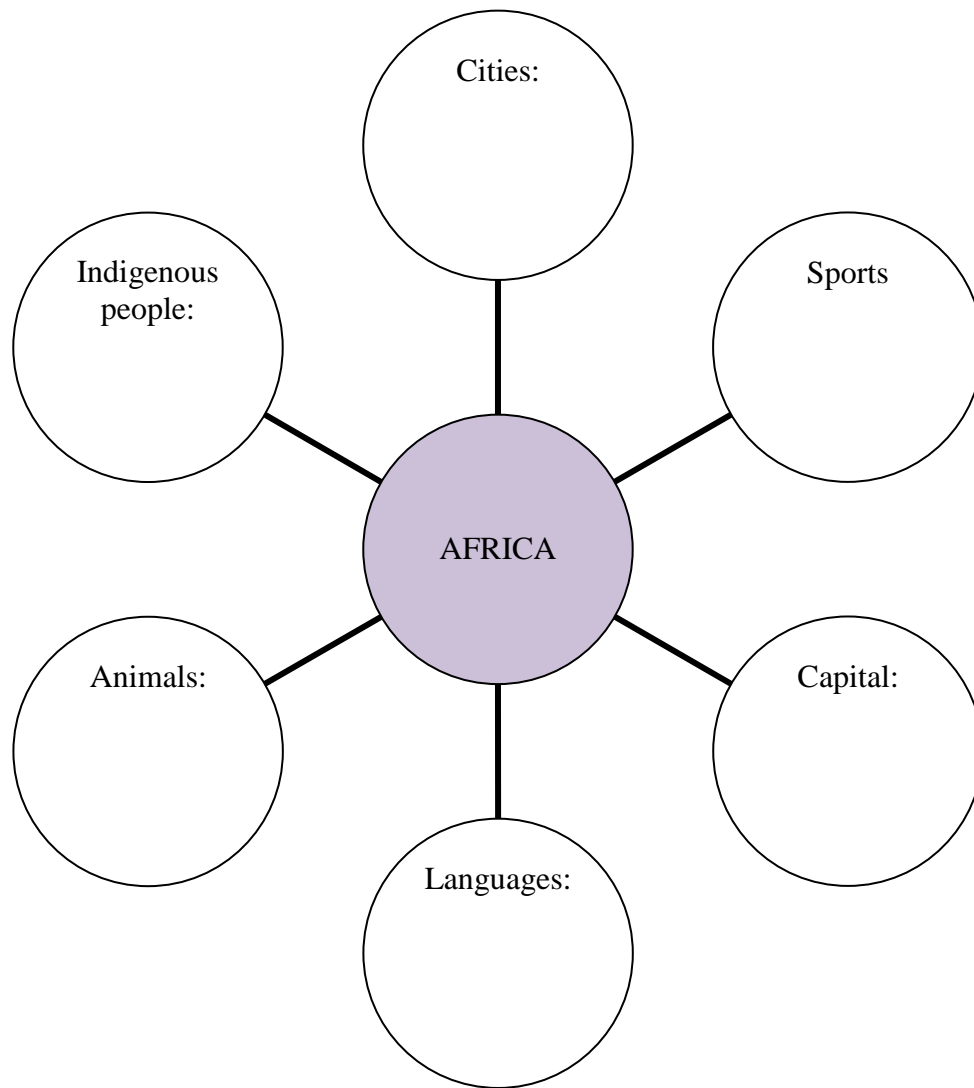 Cities:
Indigenous
people:
Sports
AFRICA
Animals:
Capital:
Languages: